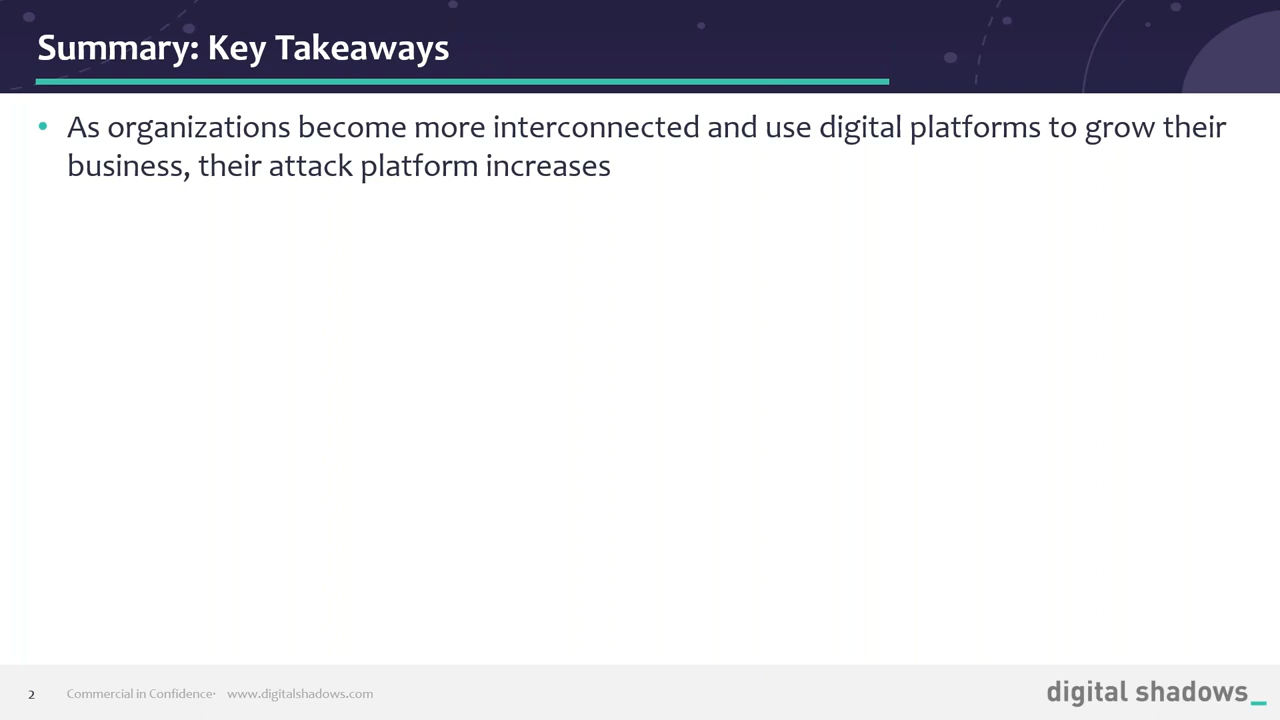 Summary: Key Takeaways
• As organizations become more interconnected and use digital platforms to grow their
business, their attack platform increases
2 Commercial in Confidence· www.digitalshadows.com
digital shadows_